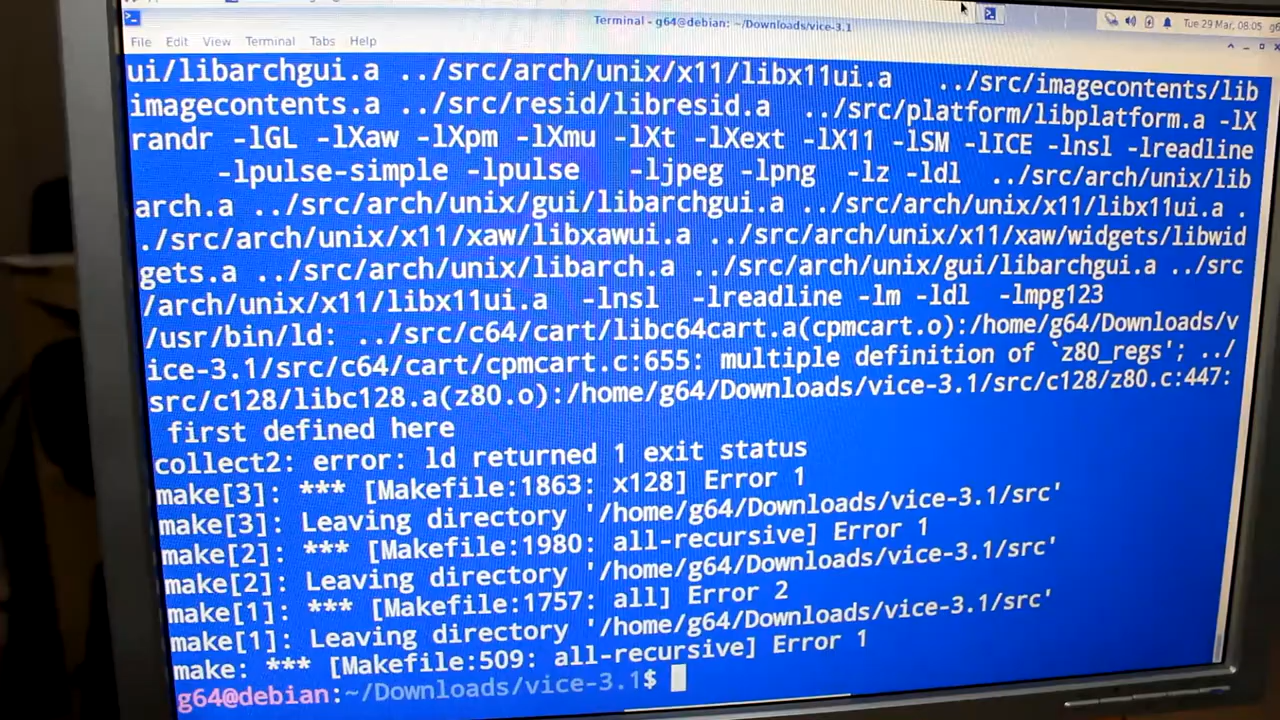 Terminal - g64@debian: ~/Downloads/vice-3.1
Tue 29 Mar, 08:05 g6
File Edit View Terminal Tabs Help
ui/libarchgui.a ../src/arch/unix/x11/libx11ui.a ../src/imagecontents/lib
imagecontents.a ../src/resid/libresid.a ../src/platform/libplatform.a -lX
randr -lGL -lXaw -lXpm -lXmu -lXt -lXext -lX11 -lSM -lICE -lnsl -lreadline
-lpulse-simple -lpulse -ljpeg -lpng -lz -ldl ../src/arch/unix/lib
arch.a ../src/arch/unix/gui/libarchgui.a ../src/arch/unix/x11/libx11ui.a .
./src/arch/unix/x11/xaw/libxawui.a ../src/arch/unix/x11/xaw/widgets/libwid
gets.a ../src/arch/unix/libarch.a ../src/arch/unix/gui/libarchgui.a ../src
/arch/unix/x11/libx11ui.a -lnsl -lreadline -lm -ldl -lmpg123
/usr/bin/ld: ../src/c64/cart/libc64cart.a(cpmcart.o):/home/g64/Downloads/v
ice-3.1/src/c64/cart/cpmcart.c:655: multiple definition of `z80_regs'; ../
src/c128/libc128.a(z80.o):/home/g64/Downloads/vice-3.1/src/c128/z80.c:447:
first defined here
collect2: error: ld returned 1 exit status
make[3]: *** [Makefile:1863: x128] Error 1
make[3]: Leaving directory '/home/g64/Downloads/vice-3.1/src'
make[2]: *** [Makefile:1980: all-recursive] Error 1
make[2]: Leaving directory '/home/g64/Downloads/vice-3.1/src'
make[1]: *** [Makefile:1757: all] Error 2
make[1]: Leaving directory '/home/g64/Downloads/vice-3.1/src'
make: *** [Makefile:509: all-recursive] Error 1
g64@debian:~/Downloads/vice-3.1$